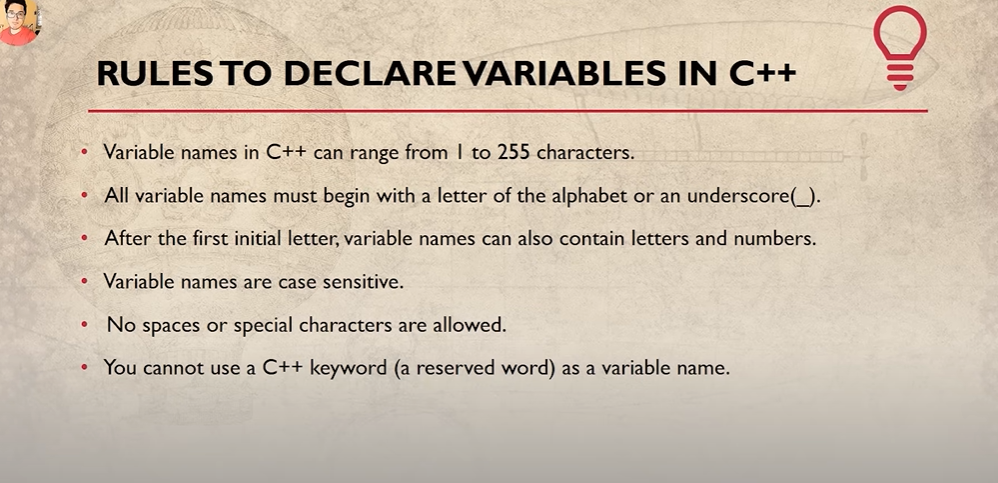 RULES TO DECLARE VARIABLES IN C++
• Variable names in C++ can range from 1 to 255 characters.
• All variable names must begin with a letter of the alphabet or an underscore(_).
• After the first initial letter, variable names can also contain letters and numbers.
• Variable names are case sensitive.
• No spaces or special characters are allowed.
• You cannot use a C++ keyword (a reserved word) as a variable name.